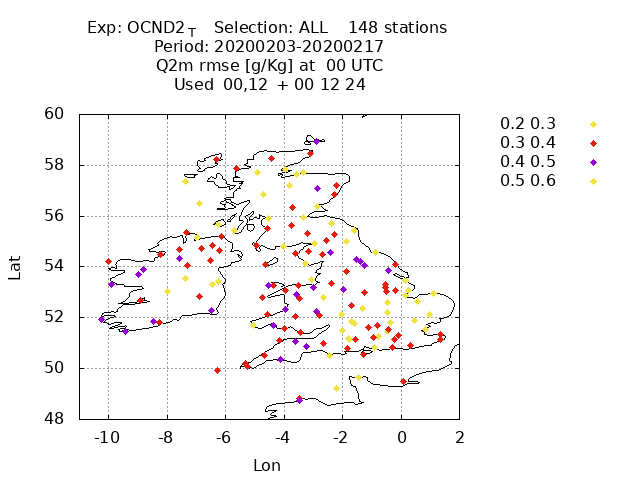 Exp: OCND2 T Selection: ALL 148 stations
Period: 20200203-20200217
Q2m rmse [g/Kg] at 00 UTC
Used 00,12 + 00 12 24
0.2 0.3
0.3 0.4
0.4 0.5
0.5 0.6
60
58
56
54
52
50
48
Lat
-10 -8 -6 -4 -2 0 2
Lon